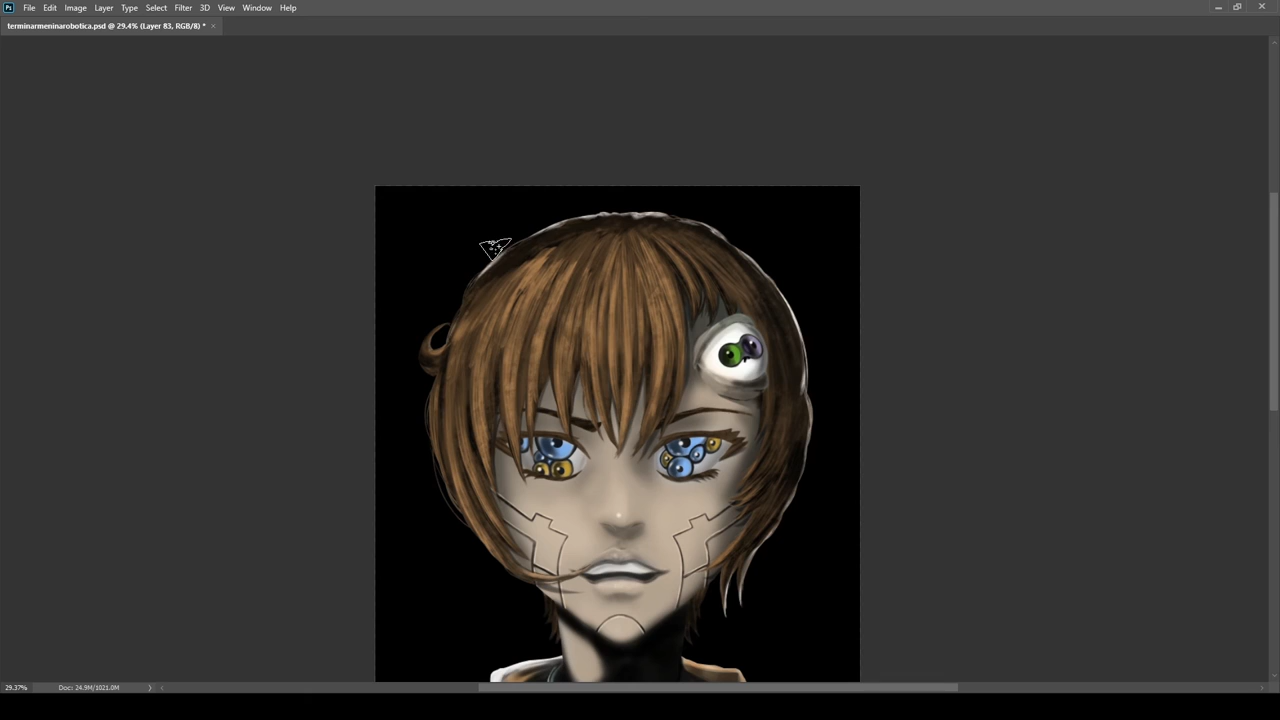 Ps File Edit Image Layer Type Select Filter 3D View Window Help
terminarmeninarobotica.psd @ 29.4% (Layer 83, RGB/8) * ×
29.37% Doc: 24.9M/1021.0M